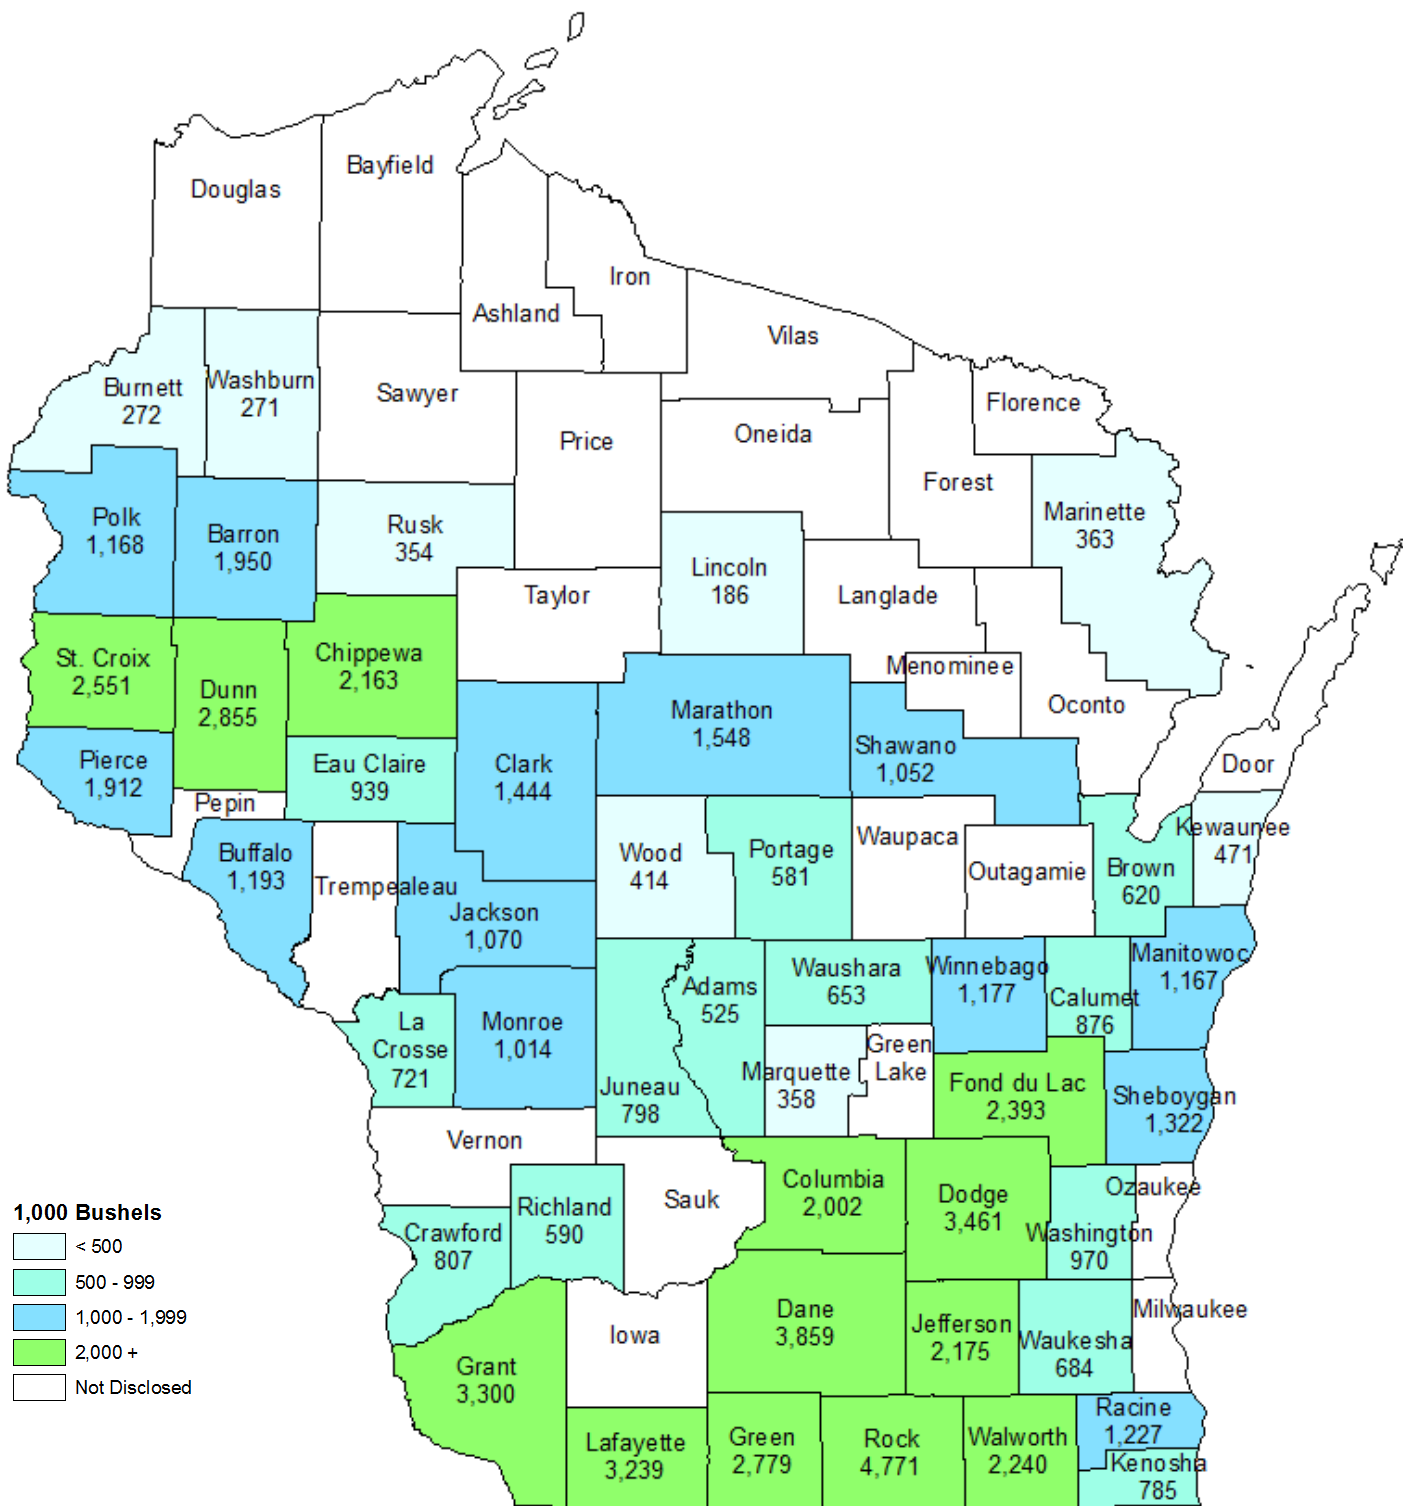 Bayfield
Douglas
Iron
Ashland
Vilas
Burnett
272
Washburn
271
Sawyer
Florence
Price
Oneida
Forest
Polk
1,168
Barron
1,950
Rusk
354
Marinette
363
Lincoln
186
Taylor
Langlade
St. Croix
2,551
Chippewa
2,163
Menominee
Dunn
2,855
Oconto
Marathon
1,548
Shawano
1,052
Pierce
1,912
Eau Claire
939
Clark
1,444
Door
Pepin
Kewaunee
471
Buffalo
1,193
Wood
414
Portage
581
Waupaca
Outagamie
Brown
620
Trempealeau
Jackson
1,070
Manitowoc
1,167
Adams
525
Waushara
653
Winnebago
1,177
Calumet
876
La
Crosse
721
Monroe
1,014
Green
Lake
Juneau
798
Marquette
358
Fond du Lac
2,393
Sheboygan
1,322
Vernon
Columbia
2,002
Dodge
3,461
Ozaukee
Sauk
Richland
590
Crawford
807
Washington
970
Dane
3,859
Milwaukee
Iowa
Jefferson
2,175
Waukesha
684
Grant
3,300
Racine
1,227
Lafayette
3,239
Green
2,779
Rock
4,771
Walworth
2,240
Kenosha
785
1,000 Bushels
< 500
500 - 999
1,000 - 1,999
2,000 +
Not Disclosed